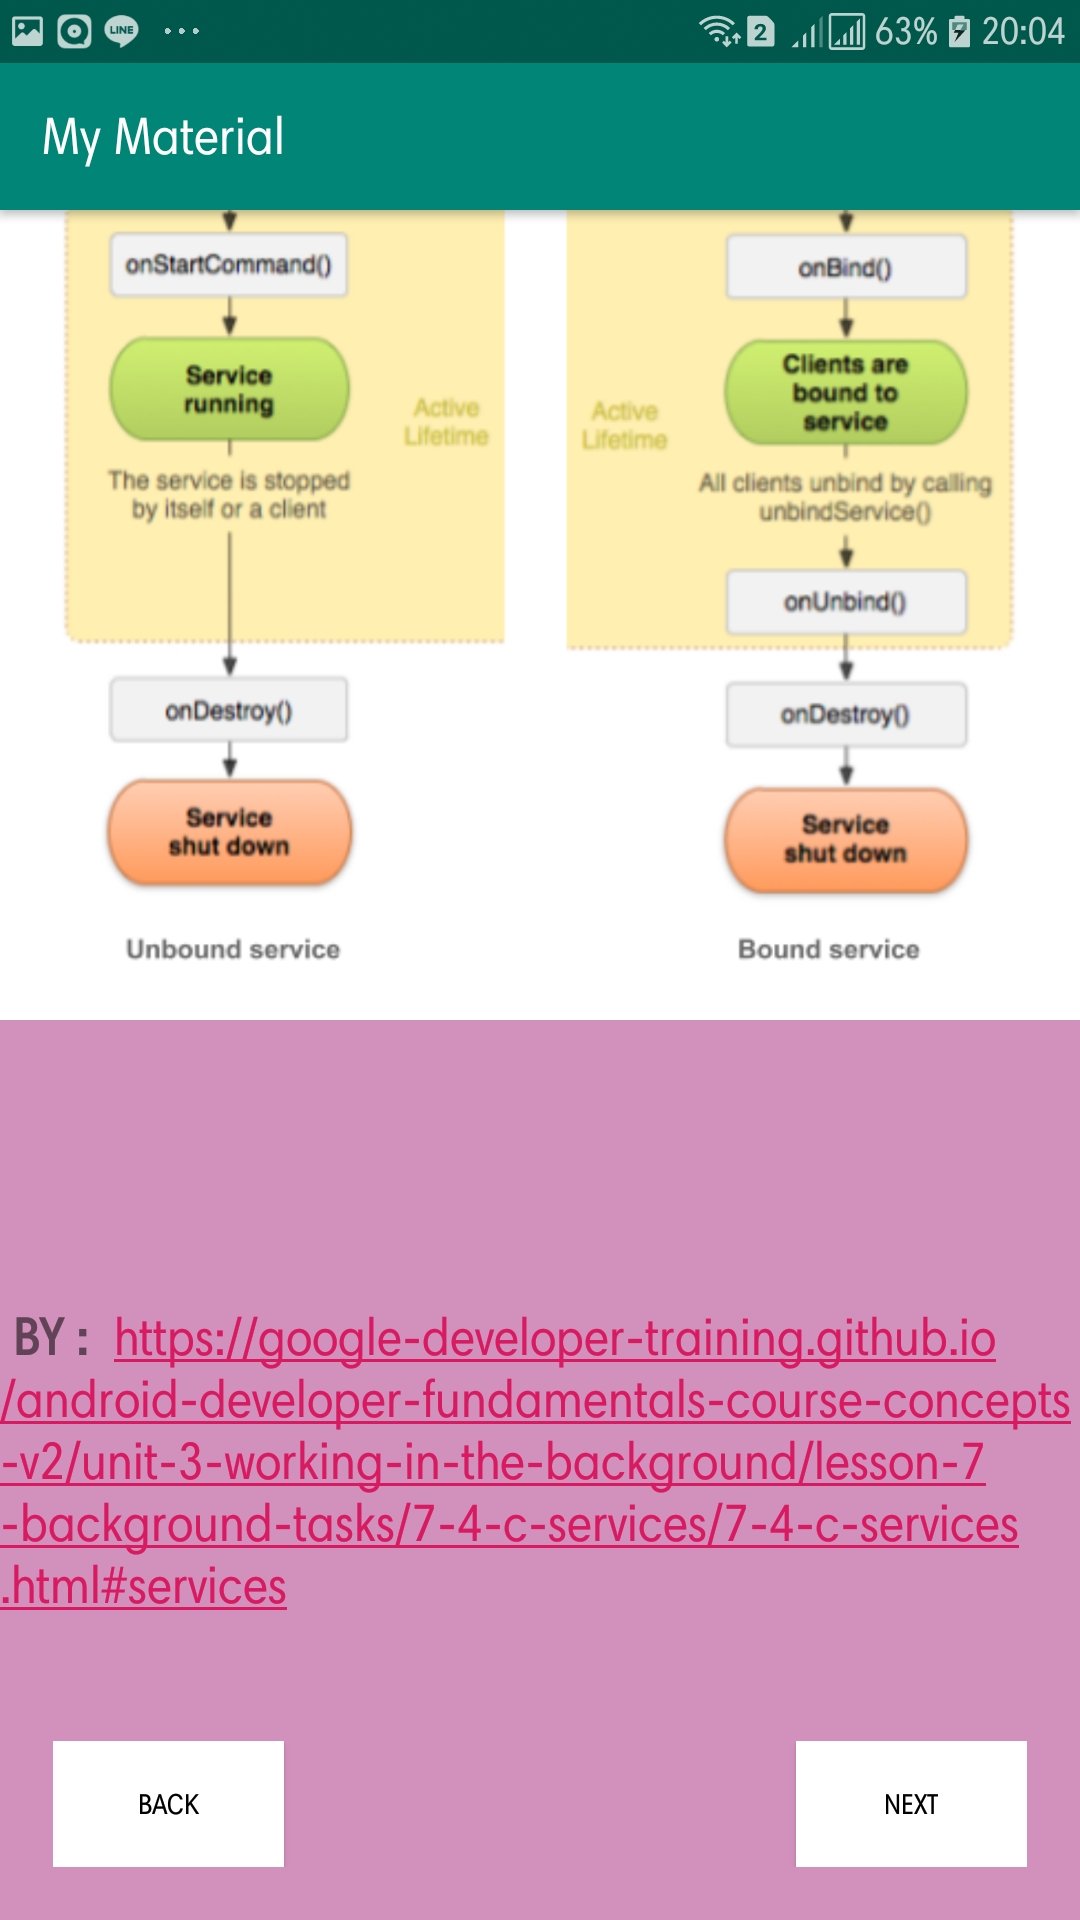 LINE
2
63%
20:04
My Material
onStartCommand()
Service
running
Active
Lifetime
The service is stopped
by itself or a client
onDestroy()
Service
shut down
Unbound service
onBind()
Clients are
bound to
service
Active
Lifetime
All clients unbind by calling
unbindService()
onUnbind()
onDestroy()
Service
shut down
Bound service
BY : https://google-developer-training.github.io
/android-developer-fundamentals-course-concepts
-v2/unit-3-working-in-the-background/lesson-7
-background-tasks/7-4-c-services/7-4-c-services
.html#services
BACK
NEXT